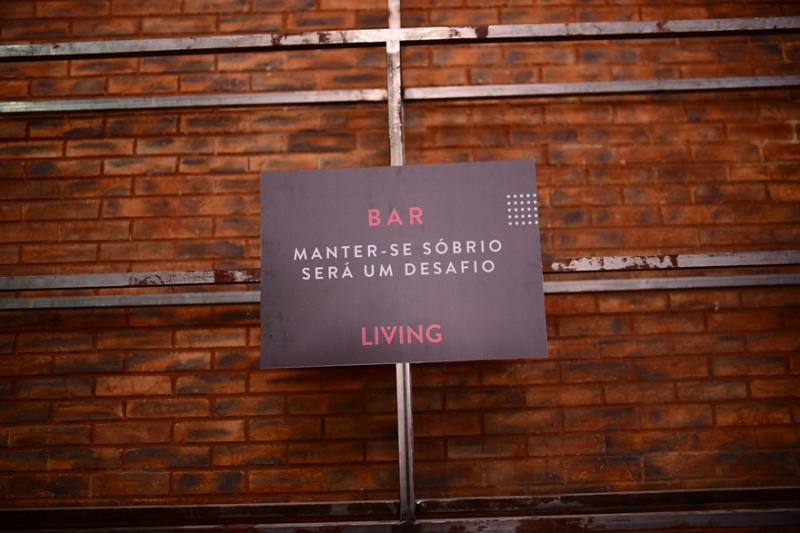 BAR
MANTER-SE SÓBRIO
SERÁ UM DESAFIO
LIVING